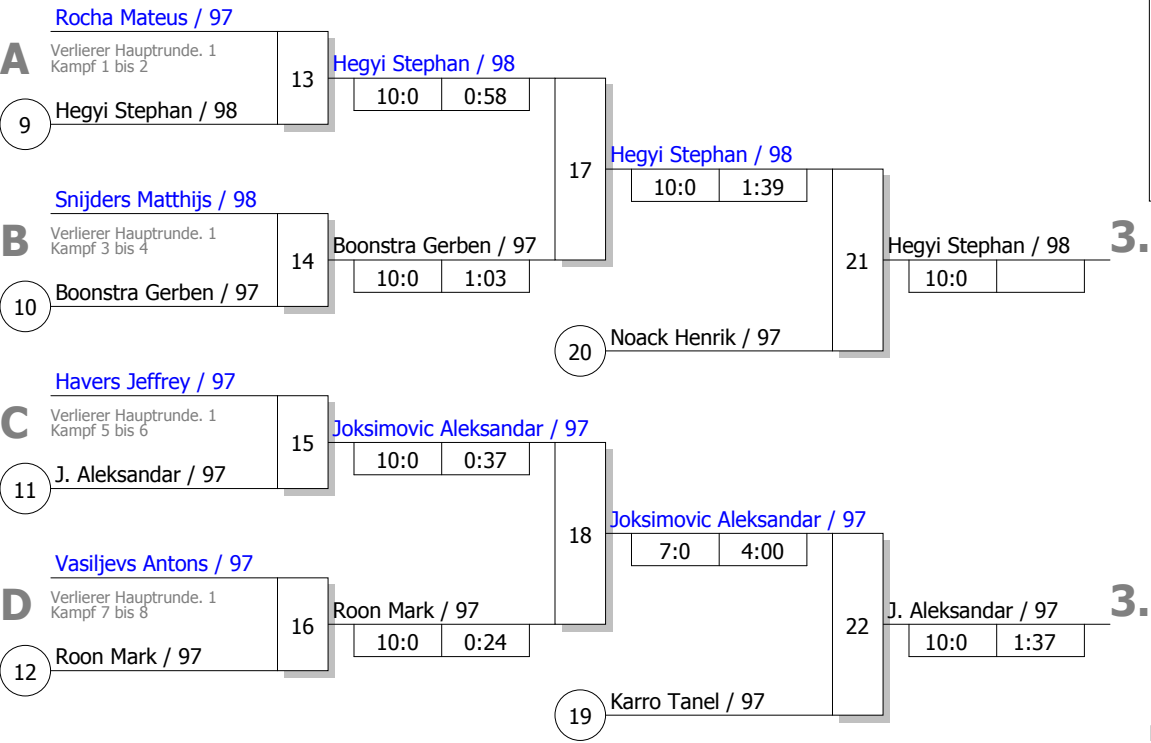 Rocha Mateus / 97
A
Verlierer Hauptrunde. 1
Kampf 1 bis 2
13
Hegyi Stephan / 98
10:0 0:58
9
Hegyi Stephan / 98
17
Hegyi Stephan / 98
10:0 1:39
Snijders Matthijs / 98
B
Verlierer Hauptrunde. 1
Kampf 3 bis 4
14
Boonstra Gerben / 97
10:0 1:03
10
Boonstra Gerben / 97
21
Hegyi Stephan / 98
10:0
3.
20
Noack Henrik / 97
Havers Jeffrey / 97
C
Verlierer Hauptrunde. 1
Kampf 5 bis 6
15
Joksimovic Aleksandar / 97
10:0 0:37
11
J. Aleksandar / 97
18
Joksimovic Aleksandar / 97
7:0 4:00
Vasiljevs Antons / 97
D
Verlierer Hauptrunde. 1
Kampf 7 bis 8
16
Roon Mark / 97
10:0 0:24
12
Roon Mark / 97
22
J. Aleksandar / 97
10:0 1:37
3.
19
Karro Tanel / 97